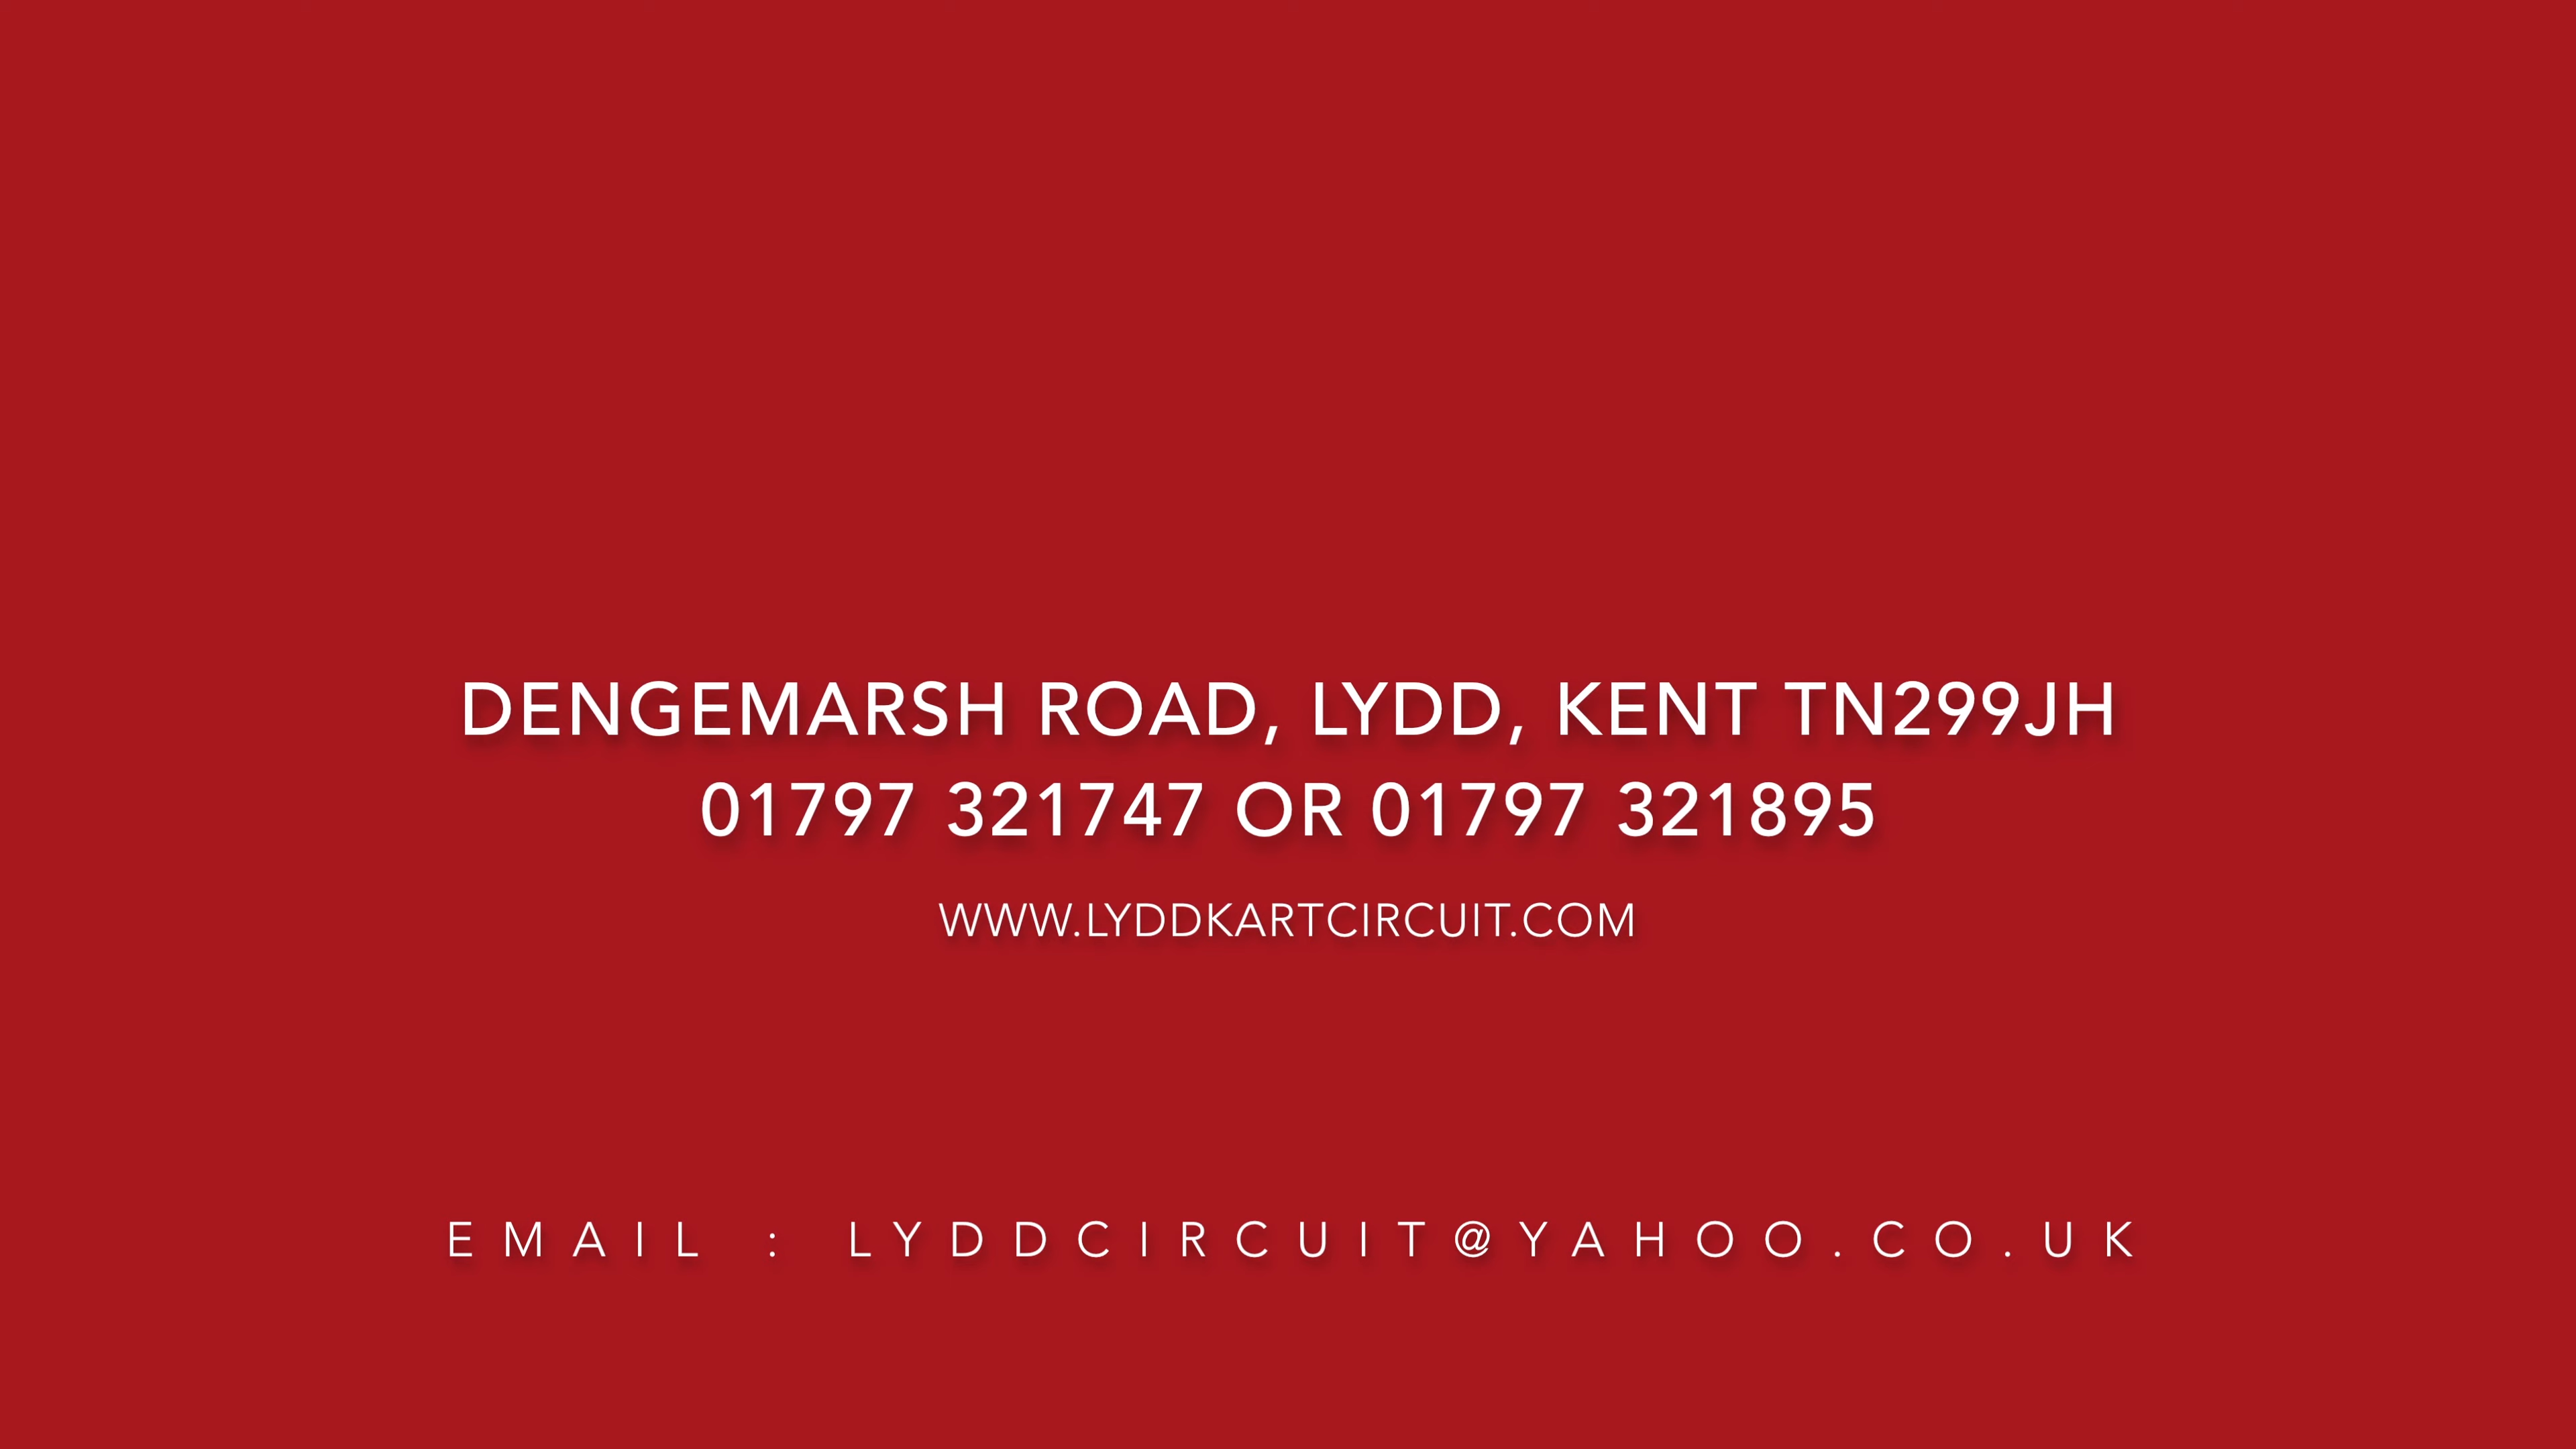 DENGEMARSH ROAD, LYDD, KENT TN299JH
01797 321747 OR 01797 321895
WWW.LYDDKARTCIRCUIT.COM
EMAIL : LYDDCIRCUIT@YAHOO.CO.UK